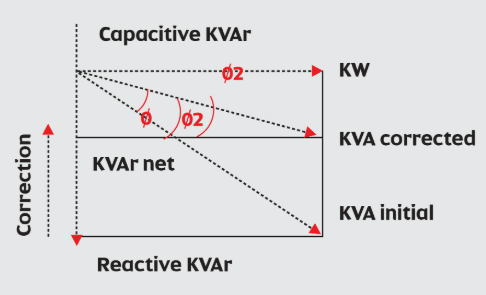 Capacitive KVAr
Ø2
KW
Ø
Ø2
KVA corrected
KVAr net
Correction
KVA initial
Reactive KVAr